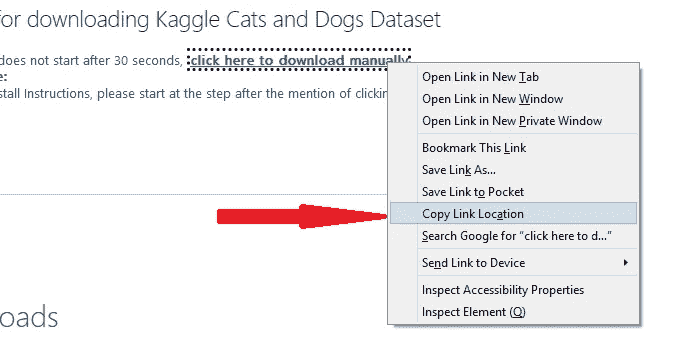 for downloading Kaggle Cats and Dogs Dataset
does not start after 30 seconds, click here to download manually.
e:
stall Instructions, please start at the step after the mention of clickin
Open Link in New Tab
Open Link in New Window
Open Link in New Private Window
Bookmark This Link
Save Link As...
Save Link to Pocket
Copy Link Location
Search Google for “click here to d...”
Send Link to Device
Inspect Accessibility Properties
Inspect Element (Q)
oads